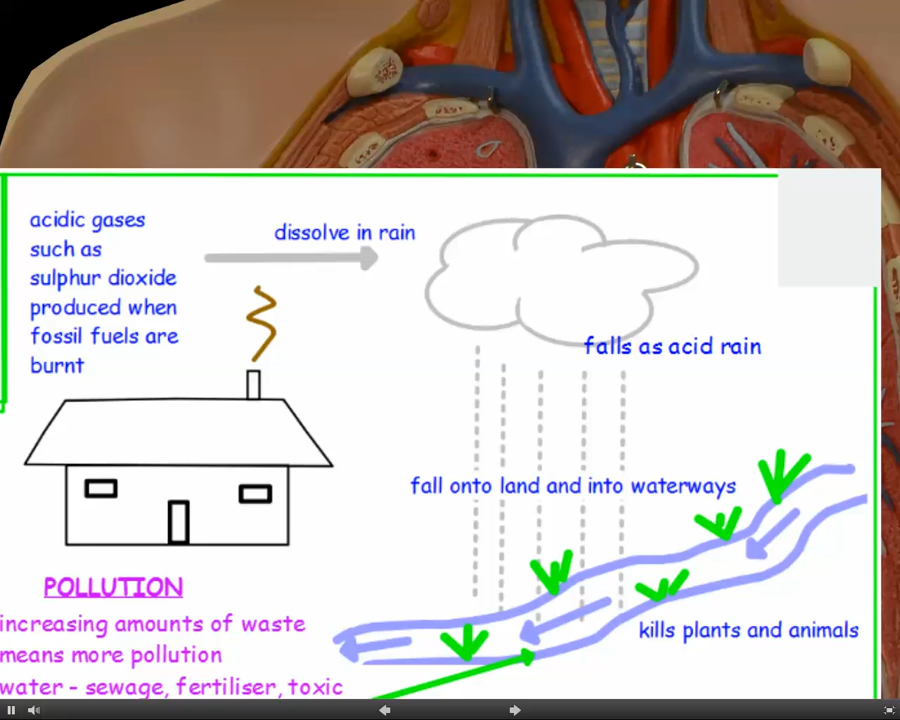 acidic gases
such as
sulphur dioxide
produced when
fossil fuels are
burnt
dissolve in rain
falls as acid rain
fall onto land and into waterways
kills plants and animals
POLLUTION
increasing amounts of waste
means more pollution
water - sewage, fertiliser, toxic